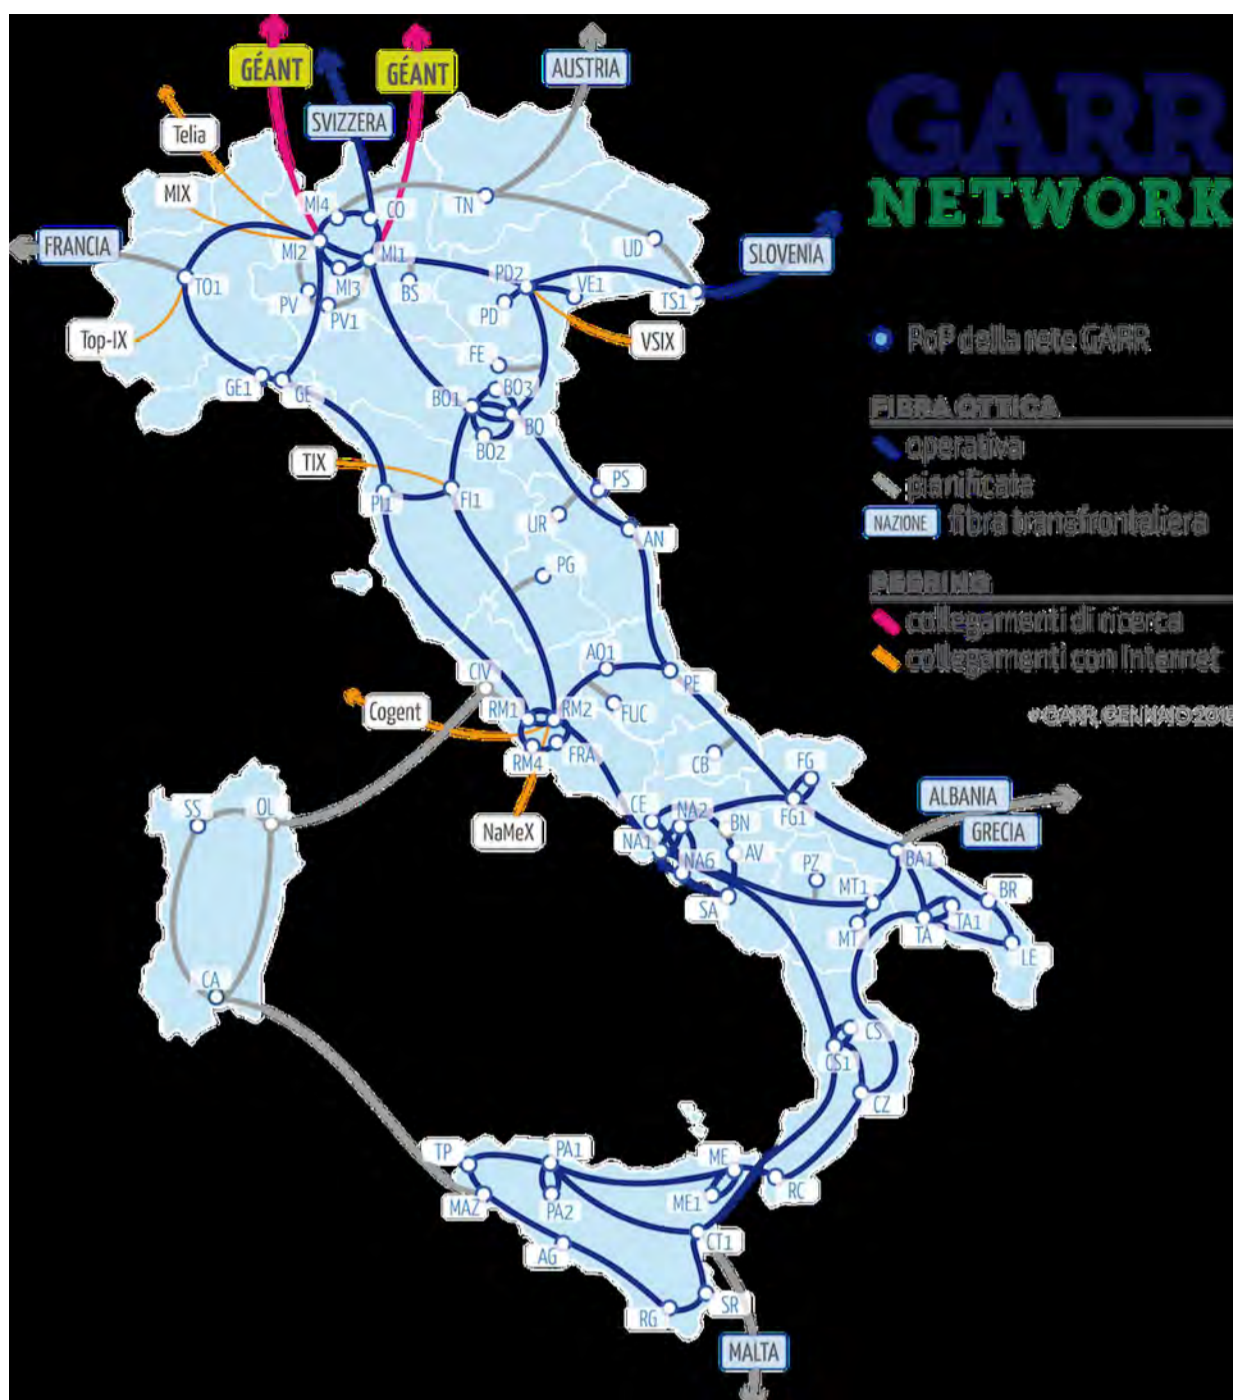 GÉANT
GÉANT
AUSTRIA
SVIZZERA
Telia
MIX
FRANCIA
Top-IX
GARR
NETWORK
SLOVENIA
MI4
CO
TN
UD
MI2
MI1
MI3
BS
PD2
VE1
TS1
TO1
PV
PV1
PD
VSIX
FE
GE1
GE
BO1
BO3
BO
BO2
TIX
PI1
FI1
PS
UR
AN
PG
PoP della rete GARR
FIBRA OTTICA
operativa
pianificata
NAZIONE fibra transfrontaliera
PEERING
collegamenti di ricerca
collegamenti con Internet
AQ1
PE
CIV
Cogent
RM1
RM2
FUC
RM4
FRA
CB
FG
FG1
NaMeX
CE
NA2
NA1
BN
NA6
AV
PZ
MT1
SA
MT
ALBANIA
GRECIA
BA1
BR
TA
TA1
LE
SS
OL
CA
CS
CS1
CZ
TP
PA1
ME
RC
MAZ
PA2
ME1
AG
CT1
RG
SR
MALTA